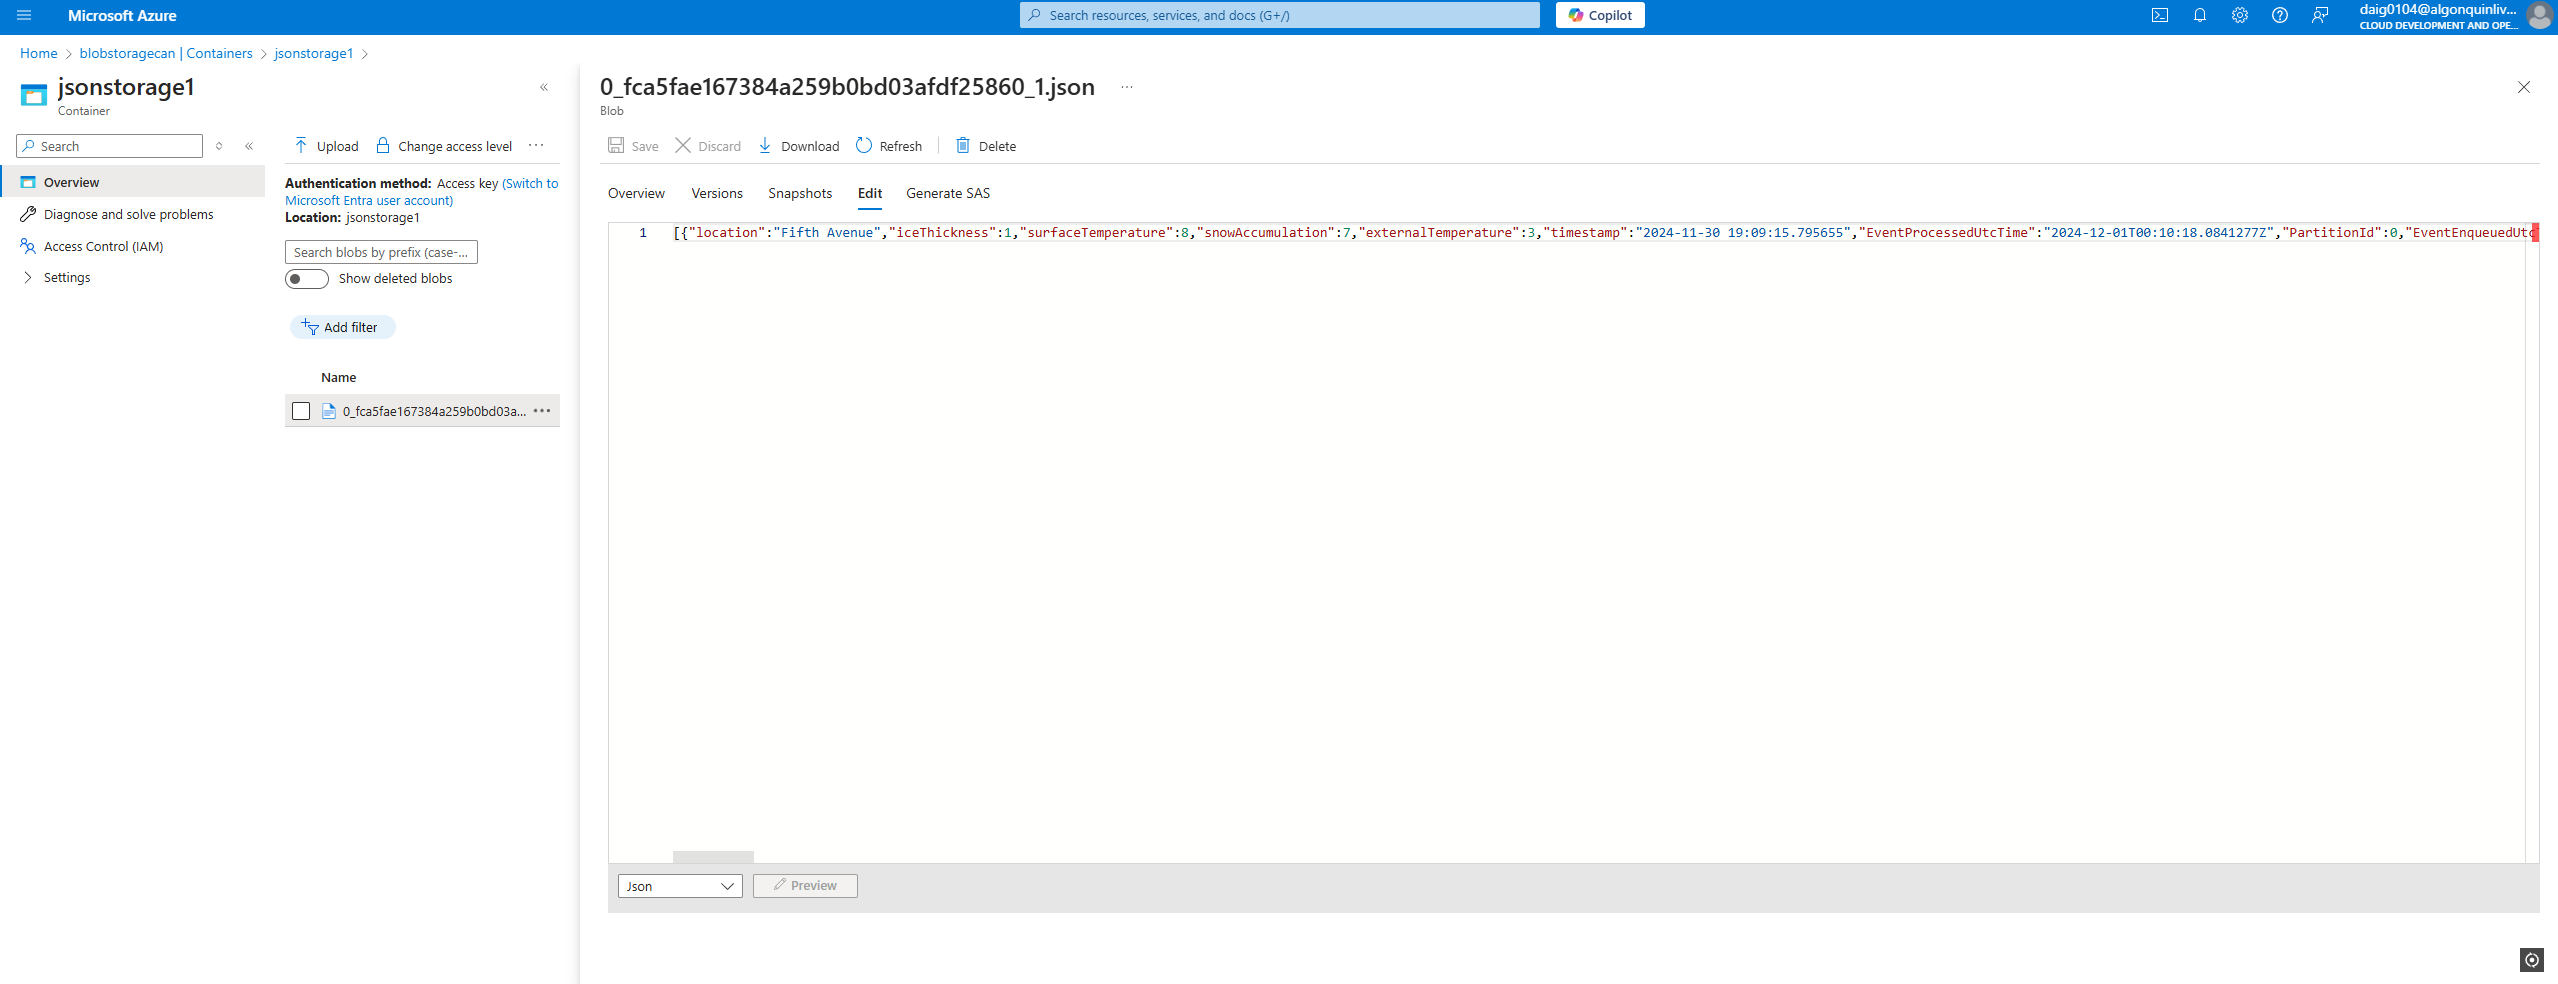 Microsoft Azure
Search resources, services, and docs (G+/)
Copilot
daig0104@algonquinliv...
CLOUD DEVELOPMENT AND OPE...
Home > blobstoragecan | Containers > jsonstorage1 >
jsonstorage1
Container
Search
Overview
Diagnose and solve problems
Access Control (IAM)
Settings
Upload
Change access level
Authentication method: Access key (Switch to
Microsoft Entra user account)
Location: jsonstorage1
Search blobs by prefix (case-...
Show deleted blobs
Add filter
Name
0_fca5fae167384a259b0bd03a...
0_fca5fae167384a259b0bd03afdf25860_1.json
Blob
Save
Discard
Download
Refresh
Delete
Overview
Versions
Snapshots
Edit
Generate SAS
1
[{"location":"Fifth Avenue","iceThickness":1,"surfaceTemperature":8,"snowAccumulation":7,"externalTemperature":3,"timestamp":"2024-11-30 19:09:15.795655","EventProcessedUtcTime":"2024-12-01T00:10:18.0841277Z","PartitionId":0,"EventEnqueuedUtc
Json
Preview